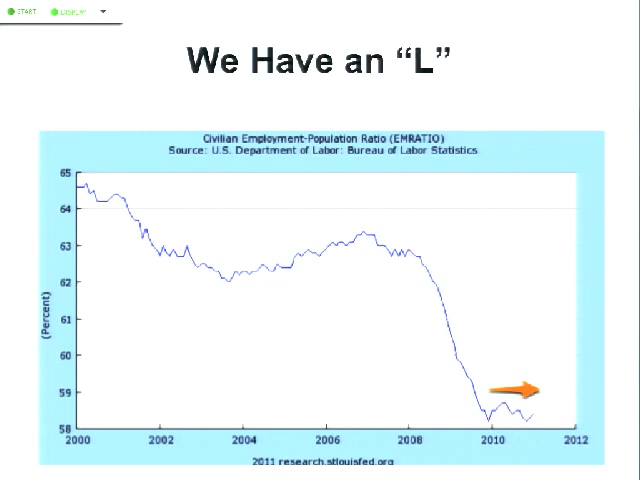 START DISPLAY
We Have an “L”
Civilian Employment-Population Ratio (EMRATIO)
Source: U.S. Department of Labor: Bureau of Labor Statistics
65
64
63
62
61
60
59
58
(Percent)
2000 2002 2004 2006 2008 2010 2012
2011 research.stlouisfed.org